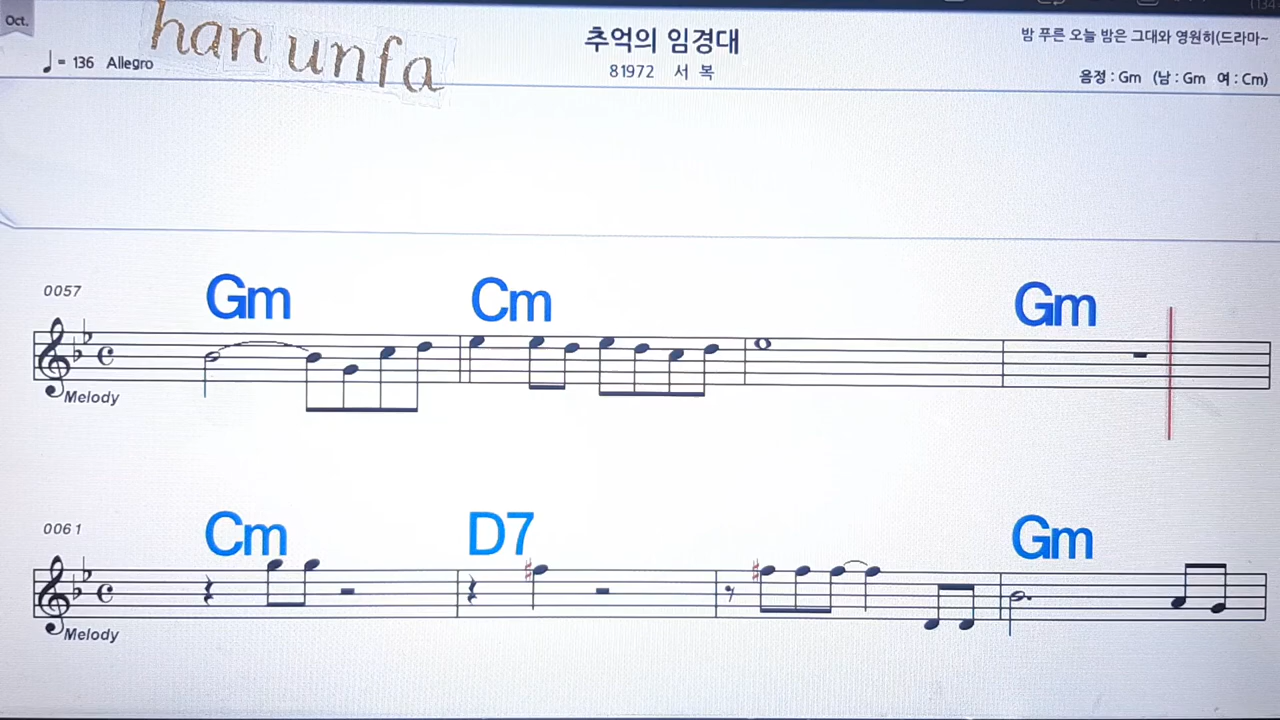 Oct.
han unfa
♩ = 136 Allegro
추억의 임경대
81972 서 복
밤 푸른 오늘 밤은 그대와 영원히(드라마~
음정 : Gm (남 : Gm 여 : Cm)
0057
Gm Cm Gm
Melody
0061
Cm D7 Gm
Melody